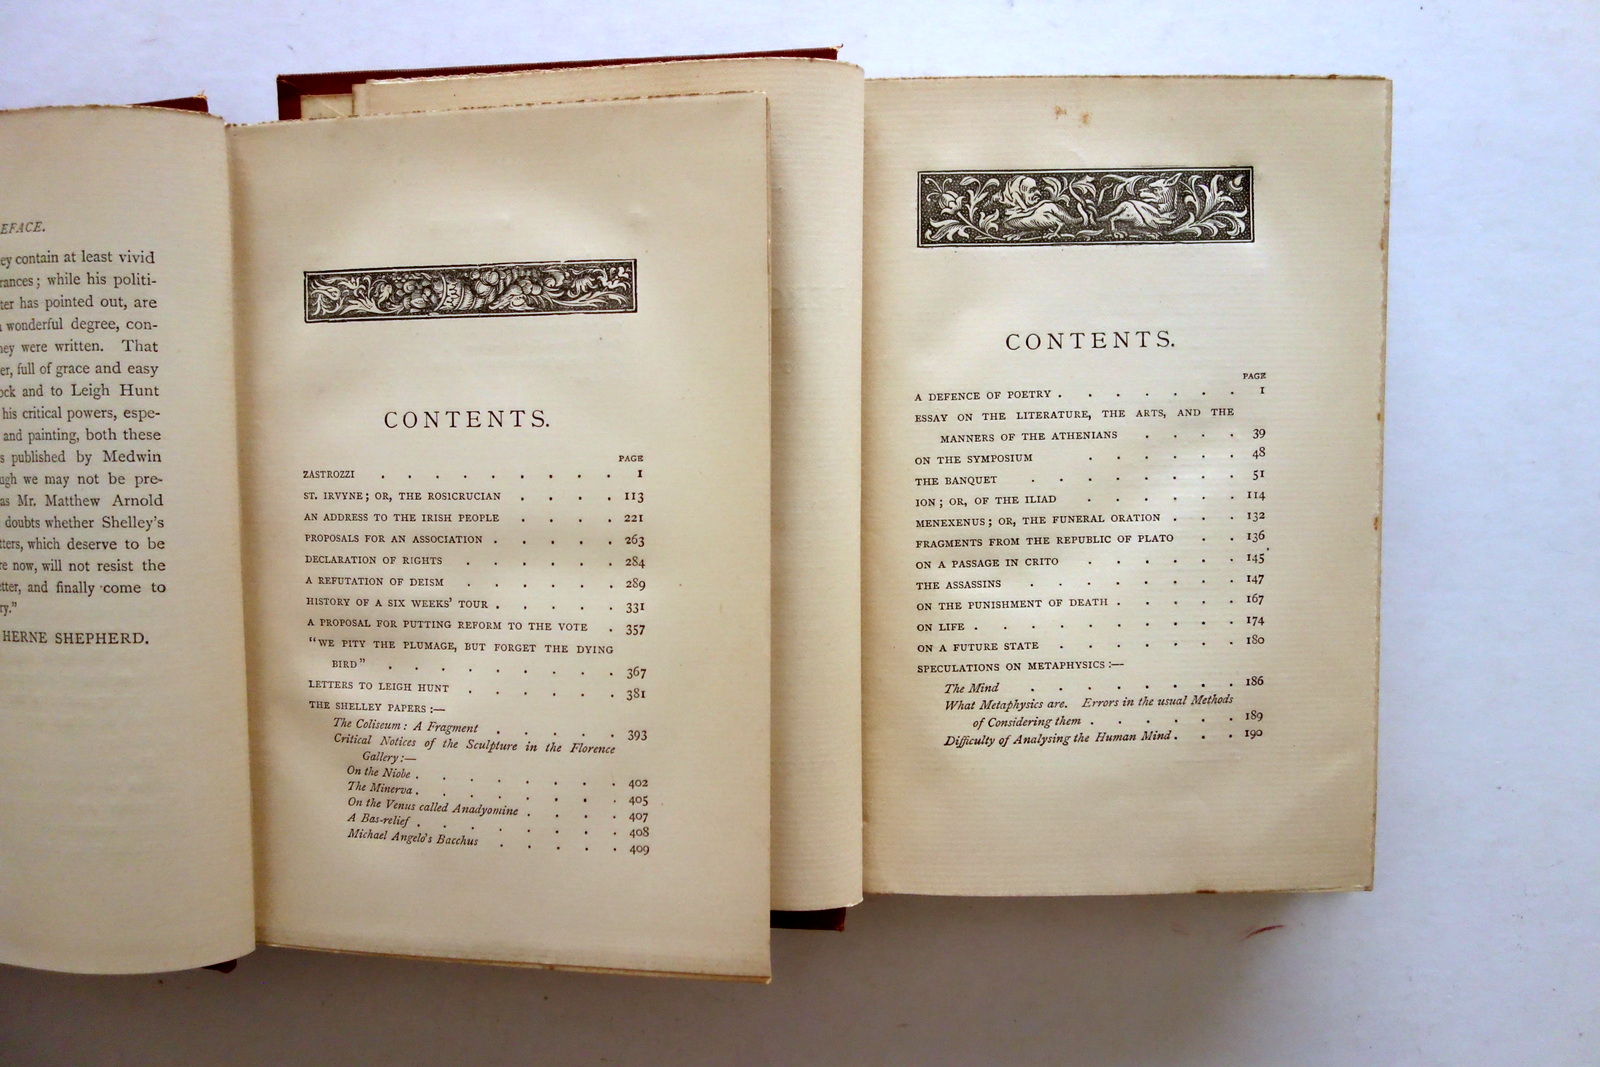 EFACE.
ey contain at least vivid
rances; while his politi-
ter has pointed out, are
wonderful degree, con-
ey were written. That
er, full of grace and easy
ock and to Leigh Hunt
his critical powers, espe-
and painting, both these
s published by Medwin
ugh we may not be pre-
as Mr. Matthew Arnold
doubts whether Shelley's
tters, which deserve to be
re now, will not resist the
etter, and finally come to
ry."
HERNE SHEPHERD.
CONTENTS.
PAGE
ZASTROZZI . . . . . . . . . 1
ST. IRVYNE; OR, THE ROSICRUCIAN . . . . 113
AN ADDRESS TO THE IRISH PEOPLE . . . . 221
PROPOSALS FOR AN ASSOCIATION . . . . . 263
DECLARATION OF RIGHTS . . . . . . 284
A REFUTATION OF DEISM . . . . . . 289
HISTORY OF A SIX WEEKS' TOUR . . . . . 331
A PROPOSAL FOR PUTTING REFORM TO THE VOTE . 357
"WE PITY THE PLUMAGE, BUT FORGET THE DYING
BIRD" . . . . . . . . . 367
LETTERS TO LEIGH HUNT . . . . . . 381
THE SHELLEY PAPERS:—
The Coliseum: A Fragment . . . . . 393
Critical Notices of the Sculpture in the Florence
Gallery:—
On the Niobe . . . . . . . . 402
The Minerva . . . . . . . . 405
On the Venus called Anadyomine . . . . 407
A Bas-relief . . . . . . . . 408
Michael Angelo's Bacchus . . . . . 409
CONTENTS.
PAGE
A DEFENCE OF POETRY . . . . . . . 1
ESSAY ON THE LITERATURE, THE ARTS, AND THE
MANNERS OF THE ATHENIANS . . . . 39
ON THE SYMPOSIUM . . . . . . 48
THE BANQUET . . . . . . . . 51
ION; OR, OF THE ILIAD . . . . . . 114
MENEXENUS; OR, THE FUNERAL ORATION . . . 132
FRAGMENTS FROM THE REPUBLIC OF PLATO . . 136
ON A PASSAGE IN CRITO . . . . . . 145
THE ASSASSINS . . . . . . . . 147
ON THE PUNISHMENT OF DEATH . . . . . 167
ON LIFE . . . . . . . . . . 174
ON A FUTURE STATE . . . . . . . 180
SPECULATIONS ON METAPHYSICS:—
The Mind . . . . . . . . 186
What Metaphysics are. Errors in the usual Methods
of Considering them . . . . . . 189
Difficulty of Analysing the Human Mind . . . 190